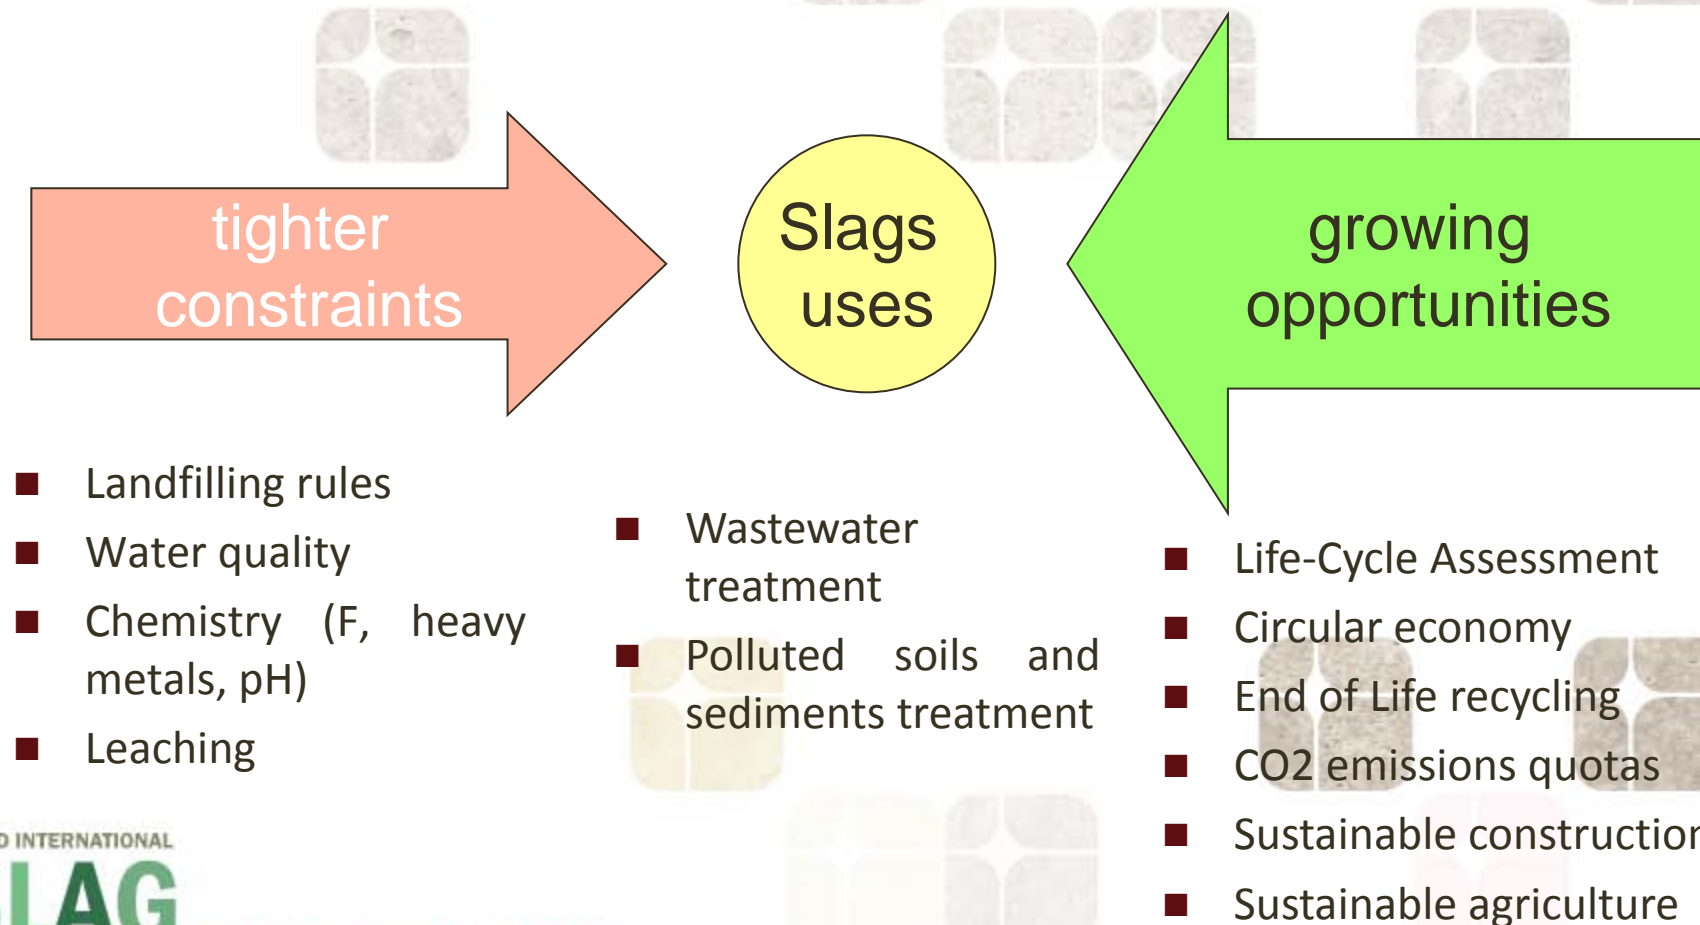 tighter
constraints
Slags
uses
growing
opportunities
Landfilling rules
Water quality
Chemistry (F, heavy
metals, pH)
Leaching
Wastewater
treatment
Polluted soils and
sediments treatment
Life-Cycle Assessment
Circular economy
End of Life recycling
CO2 emissions quotas
Sustainable construction
Sustainable agriculture
D INTERNATIONAL
SLAG